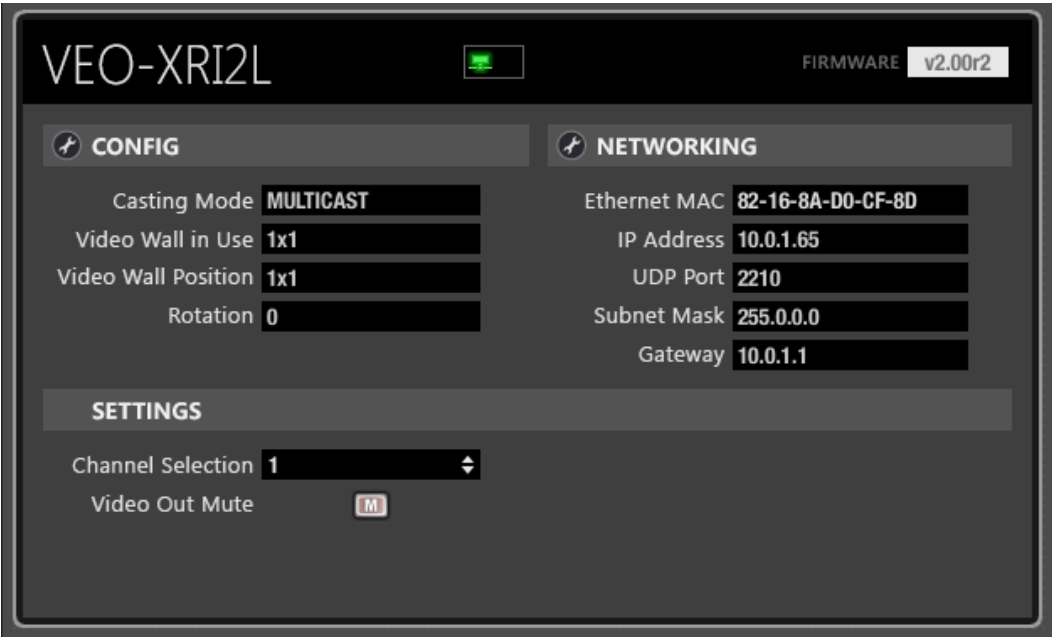 VEO-XRI2L
FIRMWARE v2.00r2
CONFIG
Casting Mode MULTICAST
Video Wall in Use 1x1
Video Wall Position 1x1
Rotation 0
NETWORKING
Ethernet MAC 82-16-8A-D0-CF-8D
IP Address 10.0.1.65
UDP Port 2210
Subnet Mask 255.0.0.0
Gateway 10.0.1.1
SETTINGS
Channel Selection 1
Video Out Mute M